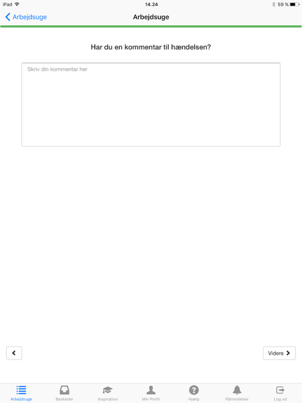 iPad 14.24 59 %
Arbejdsuge Arbejdsuge
Har du en kommentar til hændelsen?
Skriv din kommentar her
Videre
Arbejdsuge Beskeder Inspiration Min Profil Hjælp Påmindelser Log ud